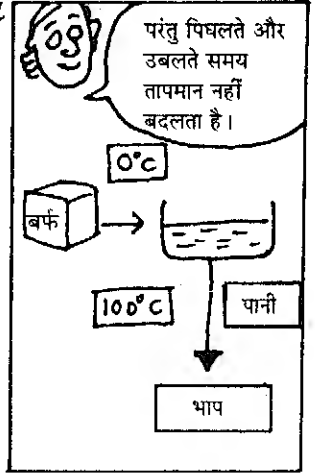 परंतु पिघलते और
उबलते समय
तापमान नहीं
बदलता है।
0°C
बर्फ
100°C
पानी
भाप